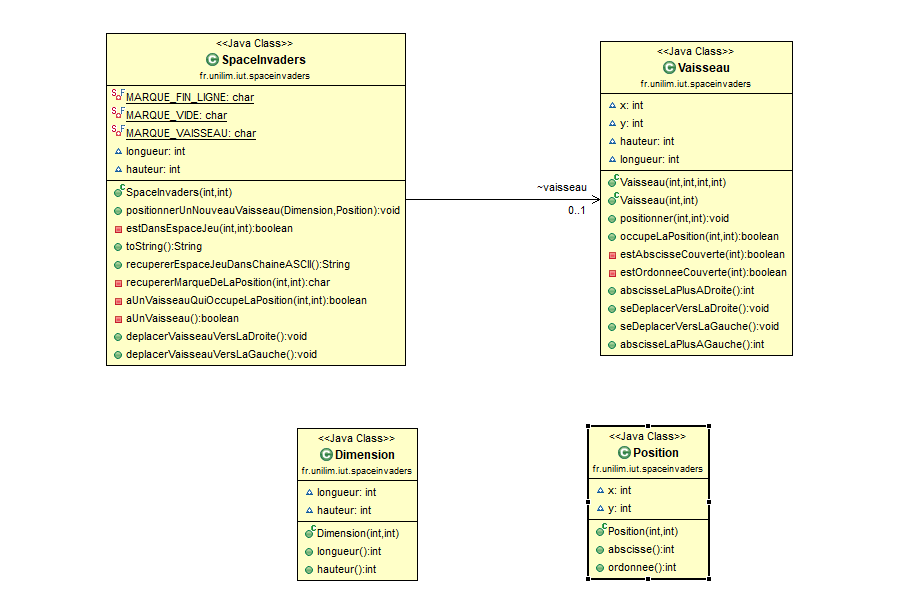 <<Java Class>>
SpaceInvaders
fr.unilim.iut.spaceinvaders
MARQUE_FIN_LIGNE: char
MARQUE_VIDE: char
MARQUE_VAISSEAU: char
longueur: int
hauteur: int
SpaceInvaders(int,int)
positionnerUnNouveauVaisseau(Dimension,Position):void
estDansEspaceJeu(int,int):boolean
toString():String
recupererEspaceJeuDansChaineASCII():String
recupererMarqueDeLaPosition(int,int):char
aUnVaisseauQuiOccupeLaPosition(int,int):boolean
aUnVaisseau():boolean
deplacerVaisseauVersLaDroite():void
deplacerVaisseauVersLaGauche():void
~vaisseau
0..1
<<Java Class>>
Vaisseau
fr.unilim.iut.spaceinvaders
x: int
y: int
hauteur: int
longueur: int
Vaisseau(int,int,int,int)
Vaisseau(int,int)
positionner(int,int):void
occupeLaPosition(int,int):boolean
estAbscisseCouverte(int):boolean
estOrdonneeCouverte(int):boolean
abscisseLaPlusADroite():int
seDeplacerVersLaDroite():void
seDeplacerVersLaGauche():void
abscisseLaPlusAGauche():int
<<Java Class>>
Dimension
fr.unilim.iut.spaceinvaders
longueur: int
hauteur: int
Dimension(int,int)
longueur():int
hauteur():int
<<Java Class>>
Position
fr.unilim.iut.spaceinvaders
x: int
y: int
Position(int,int)
abscisse():int
ordonnee():int